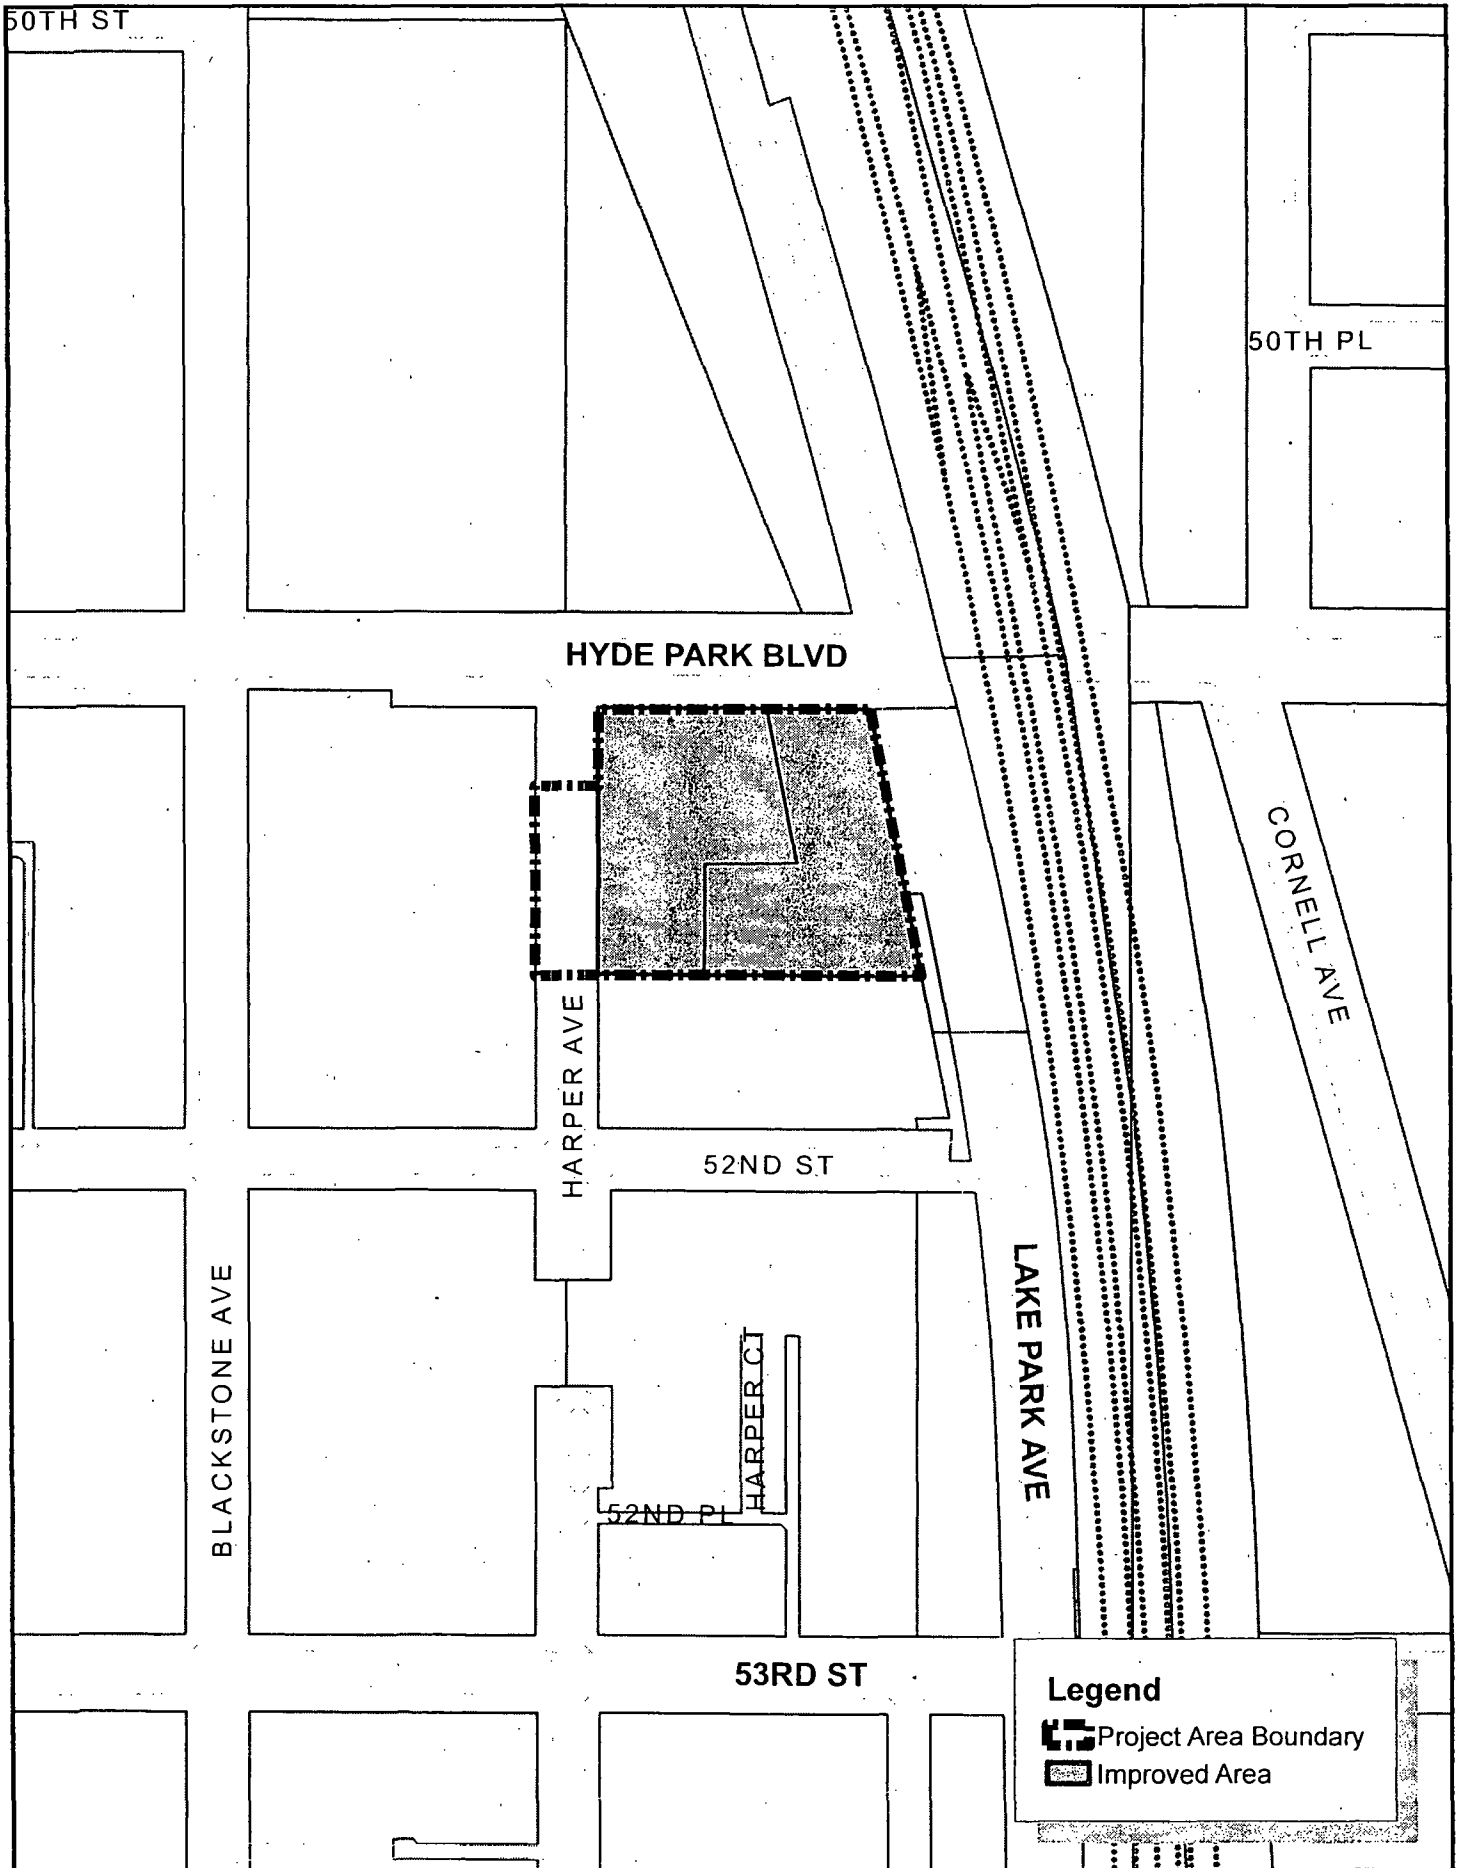 50TH ST
50TH PL
HYDE PARK BLVD
CORNELL AVE
HARPER AVE
52ND ST
LAKE PARK AVE
BLACKSTONE AVE
HARPER CT
52ND PL
53RD ST
Legend
Project Area Boundary
Improved Area